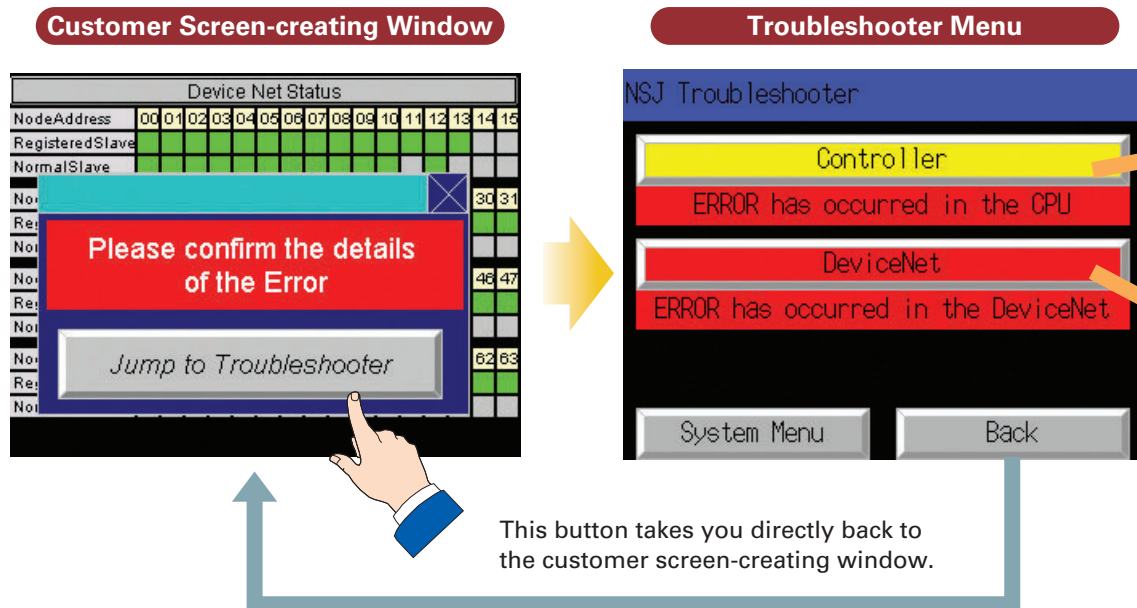 Customer Screen-creating Window
Device Net Status
NodeAddress 00 01 02 03 04 05 06 07 08 09 10 11 12 13 14 15
RegisteredSlave
NormalSlave
30 31
46 47
62 63
Please confirm the details
of the Error
Jump to Troubleshooter
Troubleshooter Menu
NSJ Troubleshooter
Controller
ERROR has occurred in the CPU
DeviceNet
ERROR has occurred in the DeviceNet
System Menu Back
This button takes you directly back to
the customer screen-creating window.